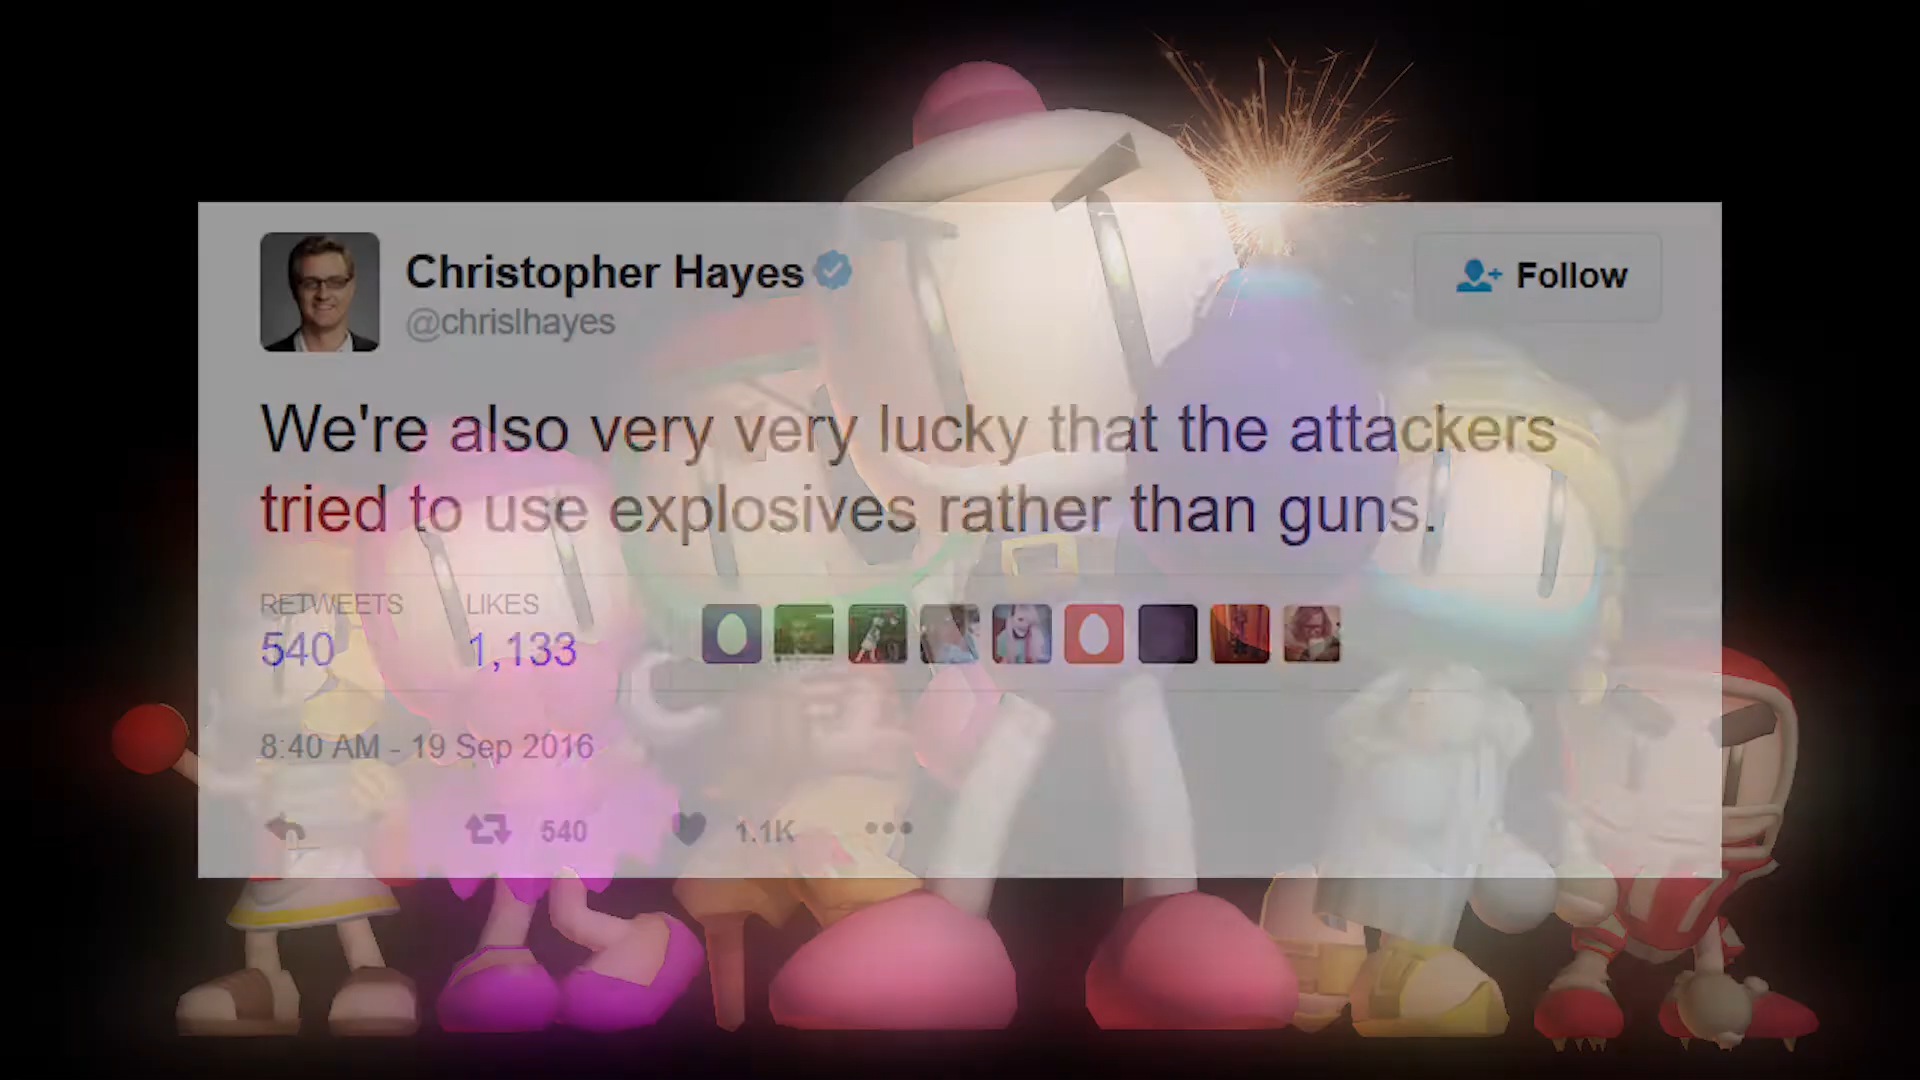 Christopher Hayes
@chrislhayes
Follow
We're also very very lucky that the attackers
tried to use explosives rather than guns.
RETWEETS LIKES
540 1,133
8:40 AM - 19 Sep 2016
540 1.1K